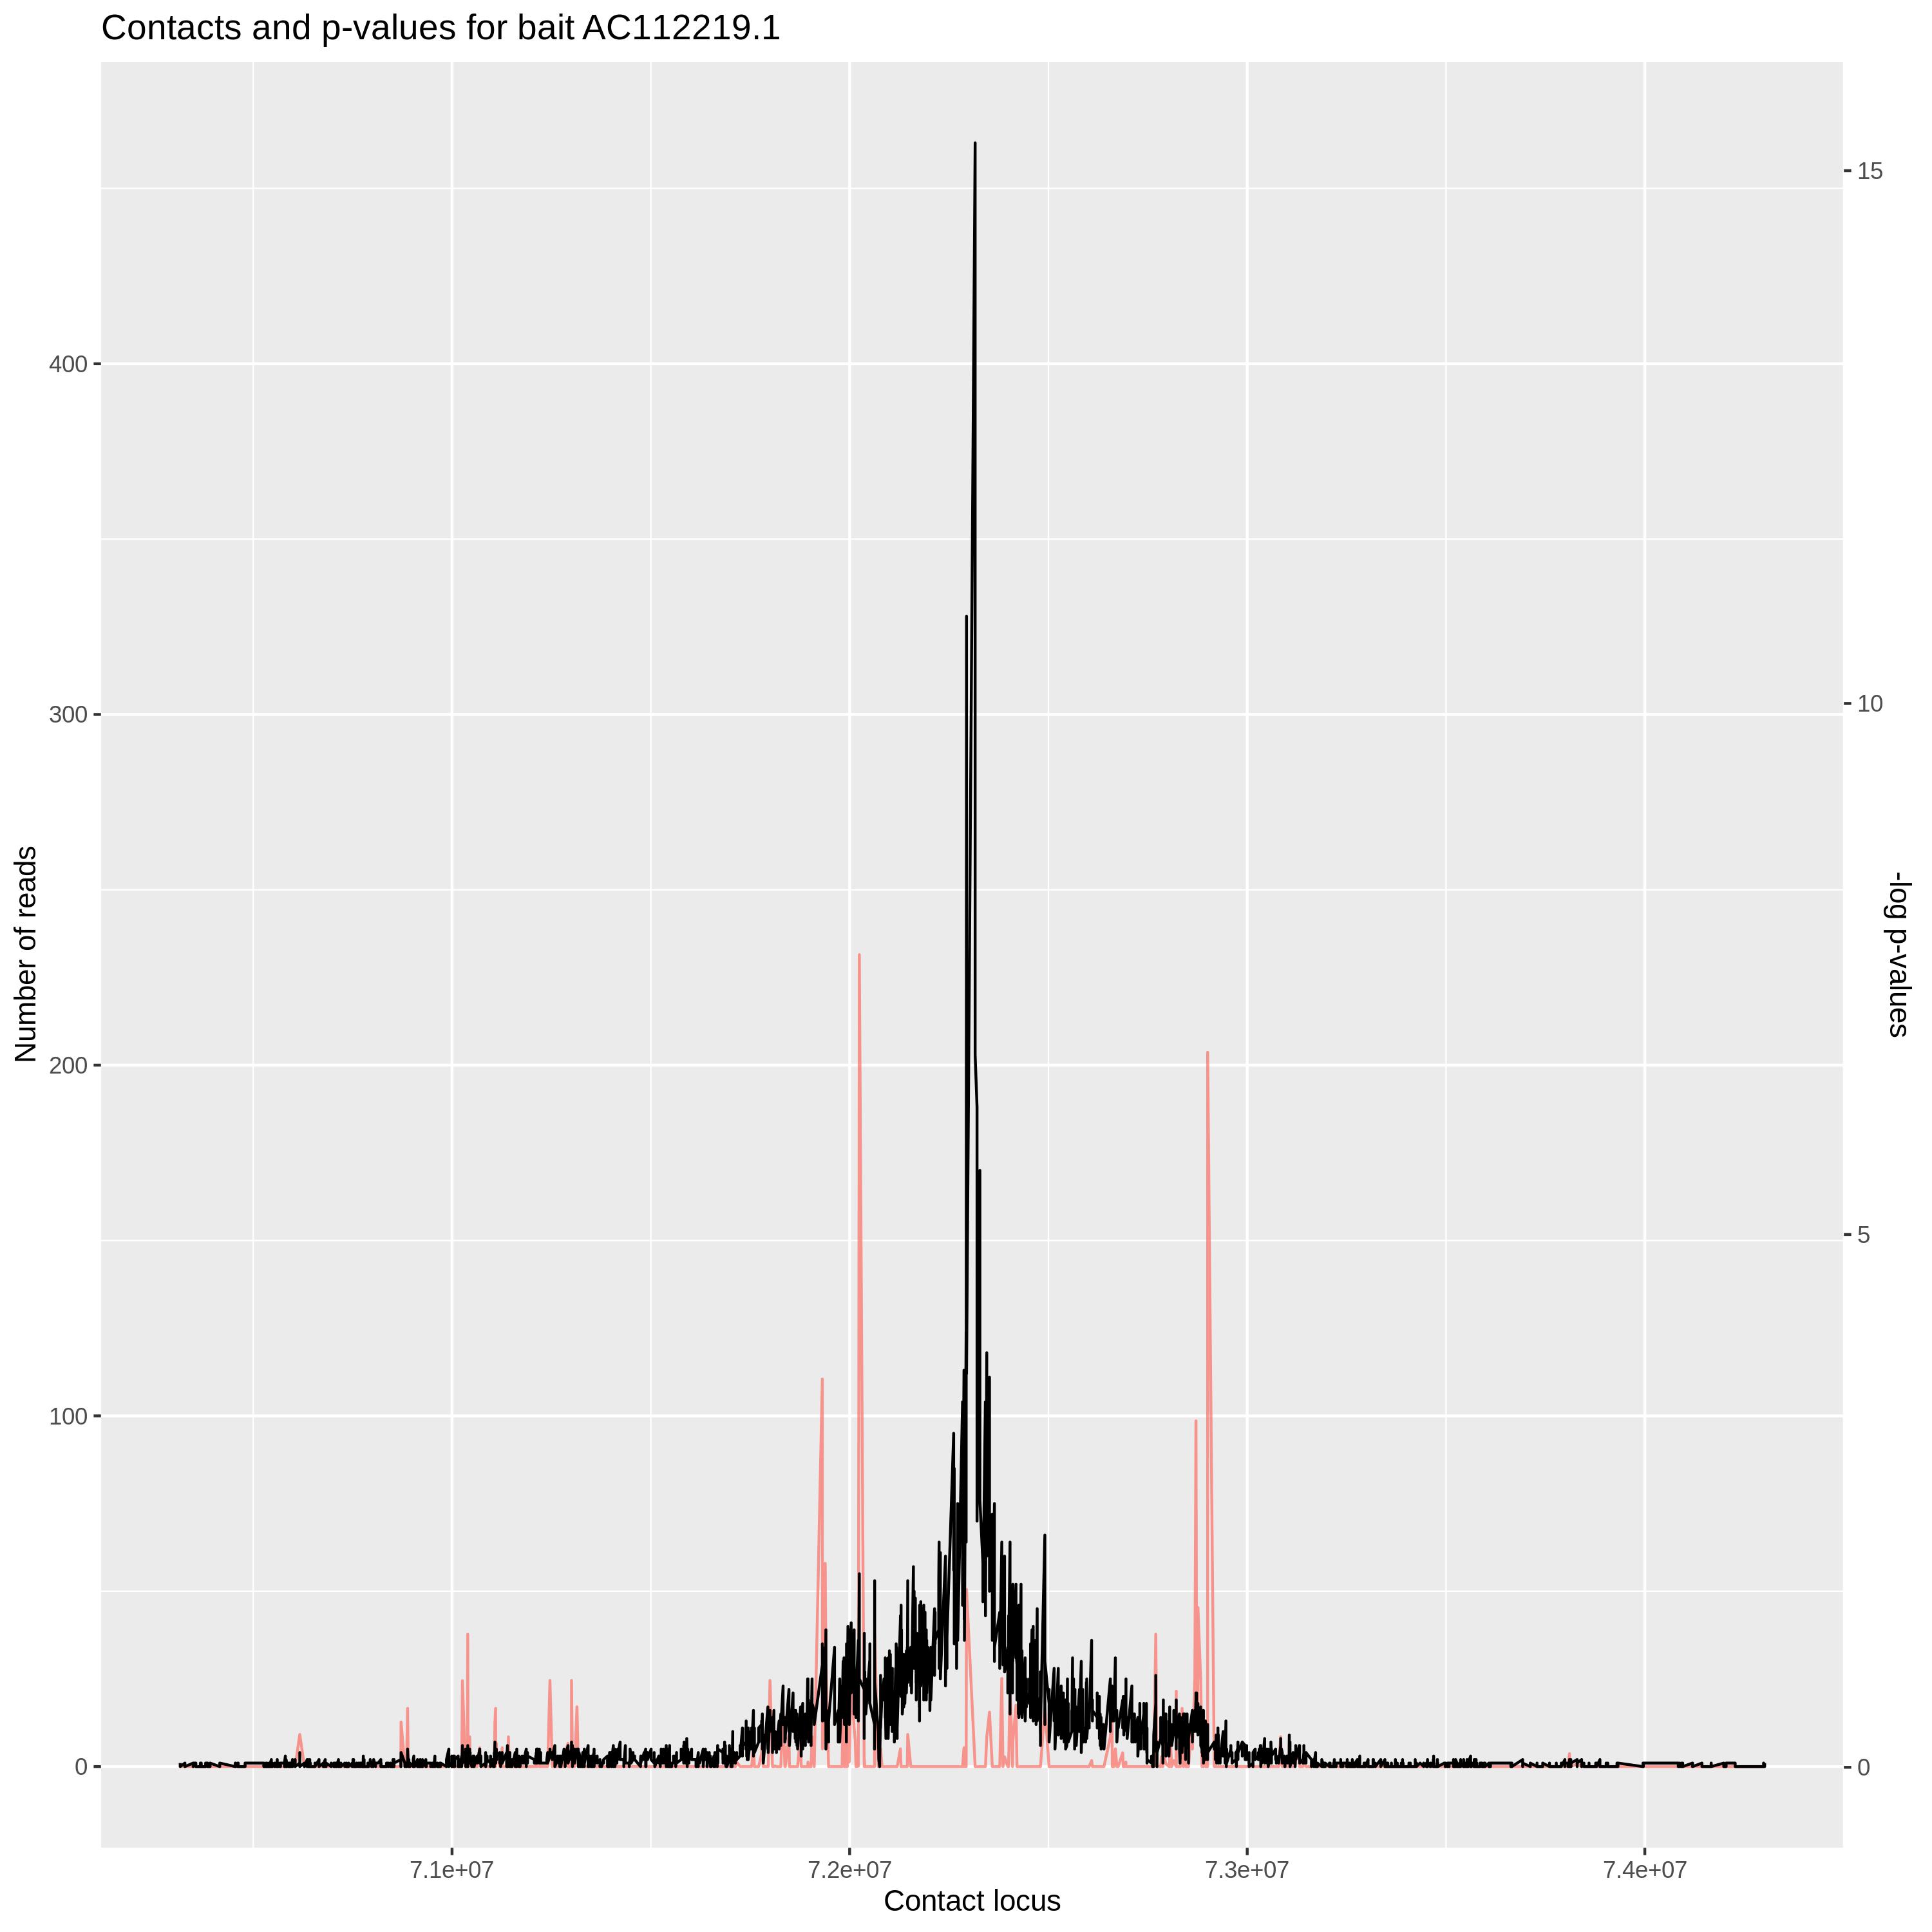 Contacts and p-values for bait AC112219.1
400
300
200
100
0
15
10
5
0
Number of reads
-log p-values
7.1e+07
7.2e+07
7.3e+07
7.4e+07
Contact locus